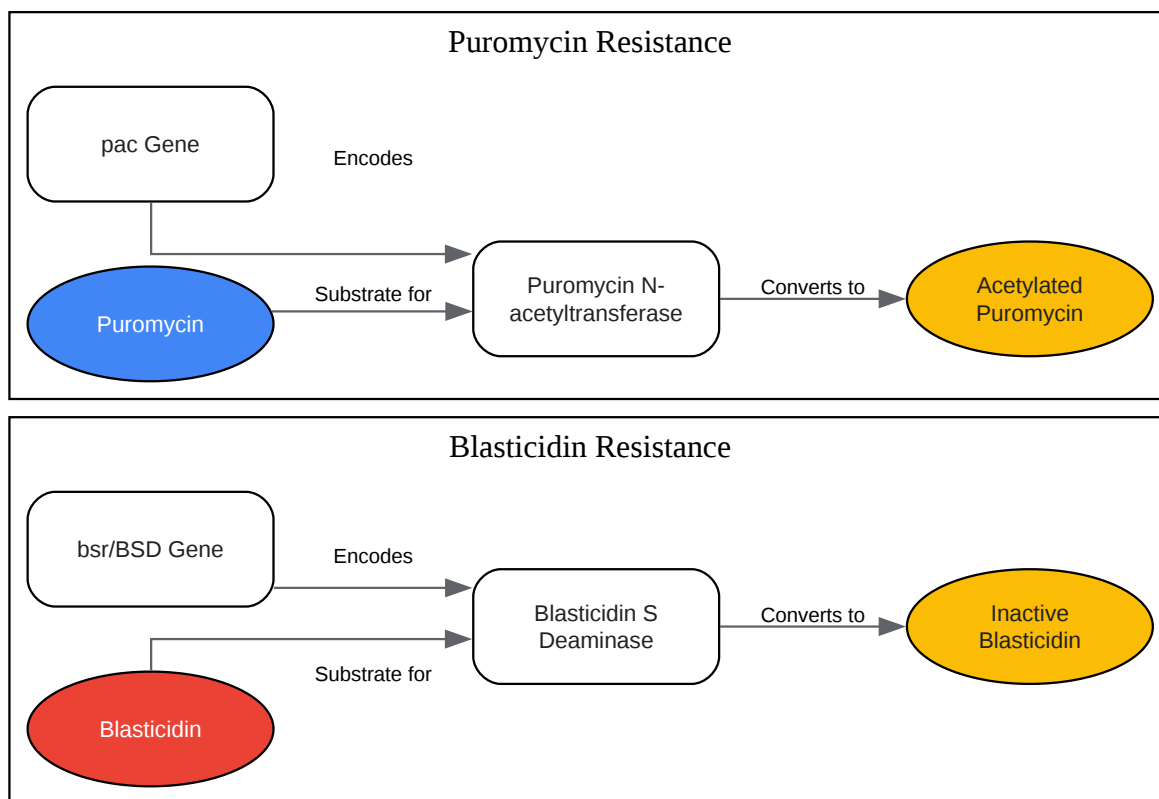 Puromycin Resistance
pac Gene
Encodes
Puromycin
Substrate for
Puromycin N-
acetyltransferase
Converts to
Acetylated
Puromycin
Blasticidin Resistance
bsr/BSD Gene
Encodes
Blasticidin
Substrate for
Blasticidin S
Deaminase
Converts to
Inactive
Blasticidin